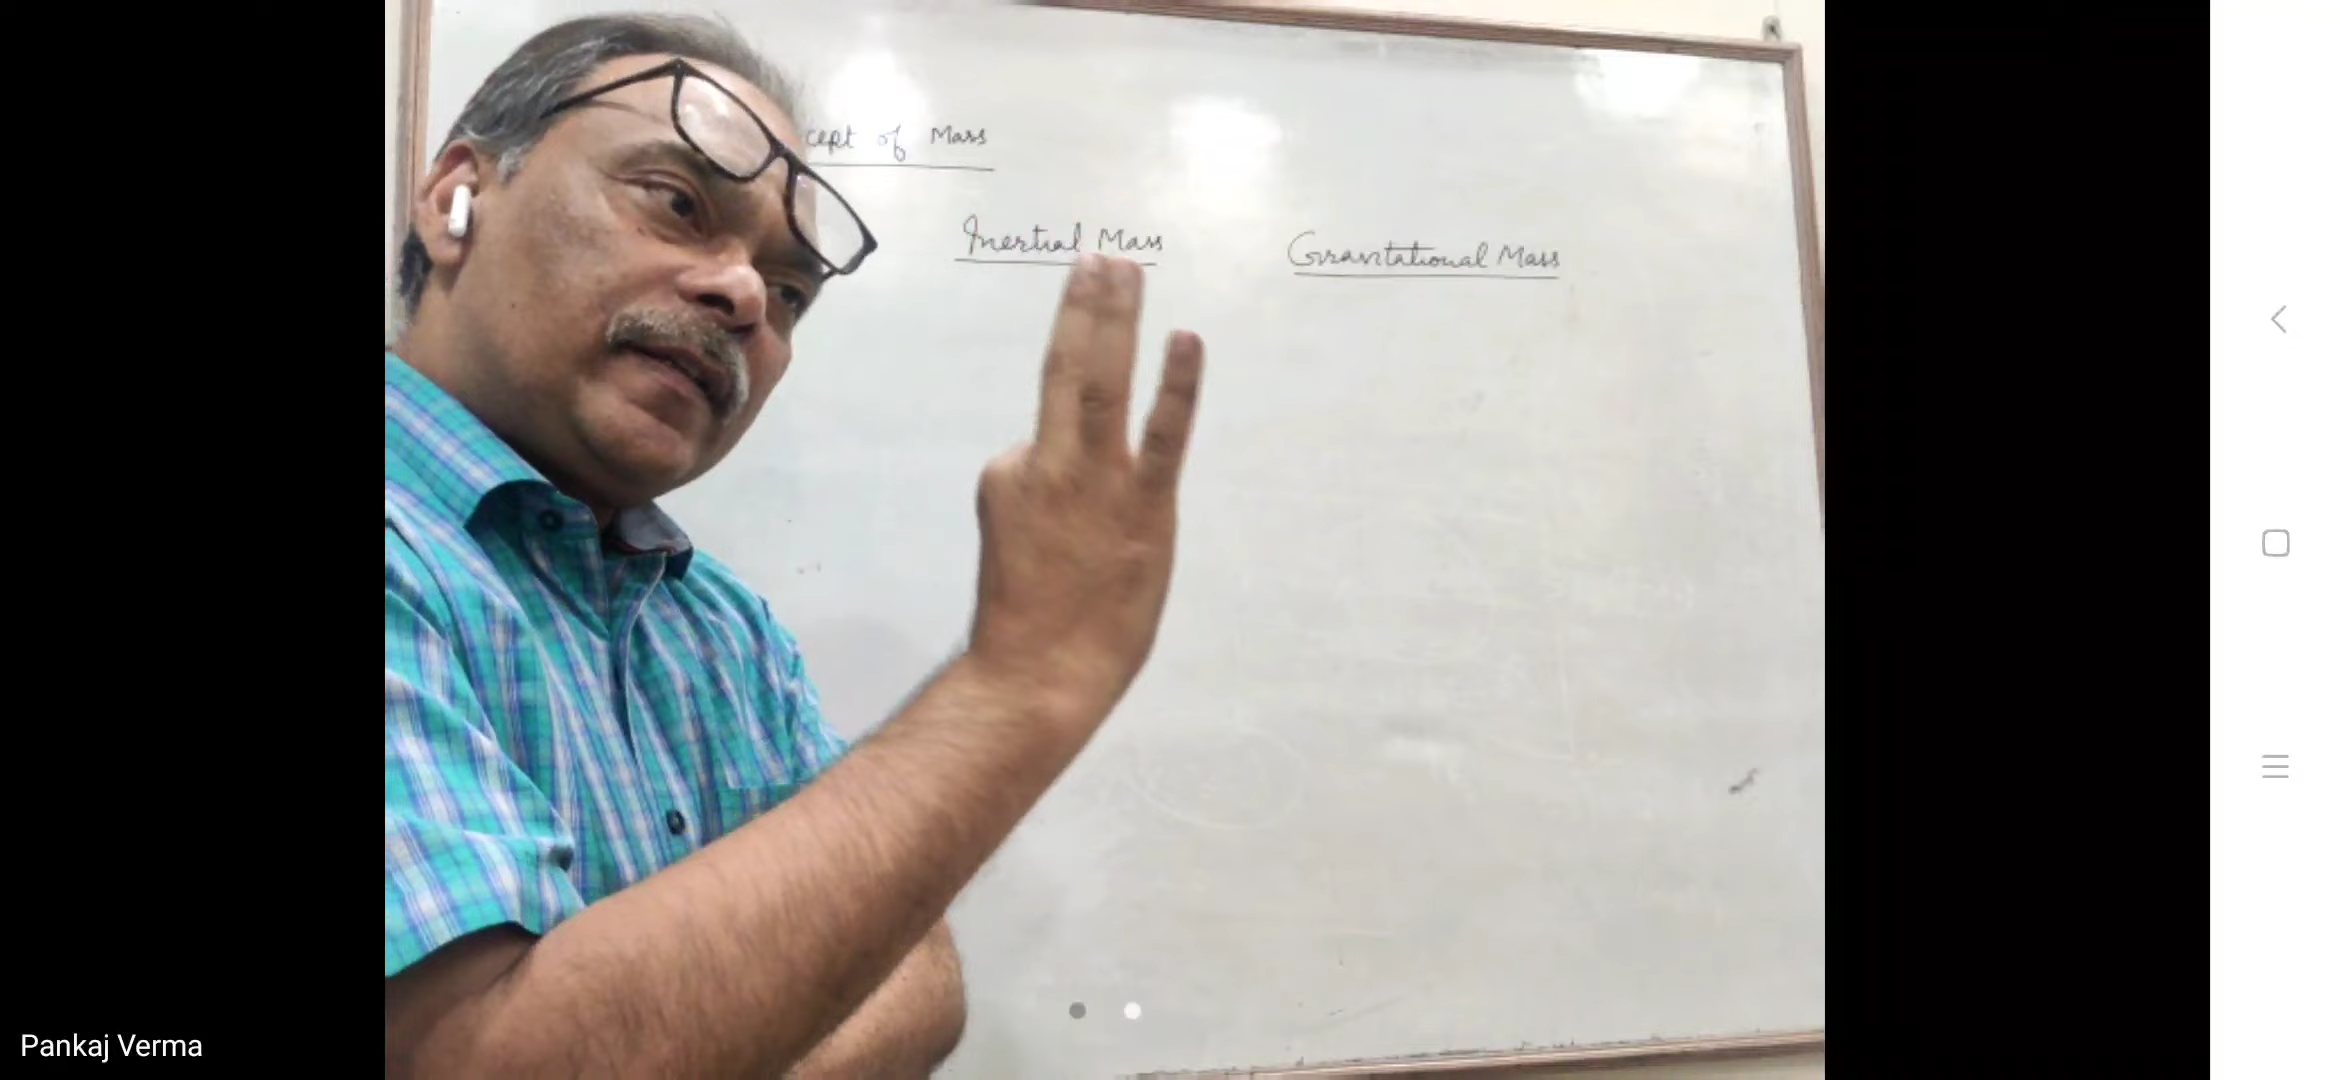 cept of Mass
Inertial Mass
Gravitational Mass
Pankaj Verma